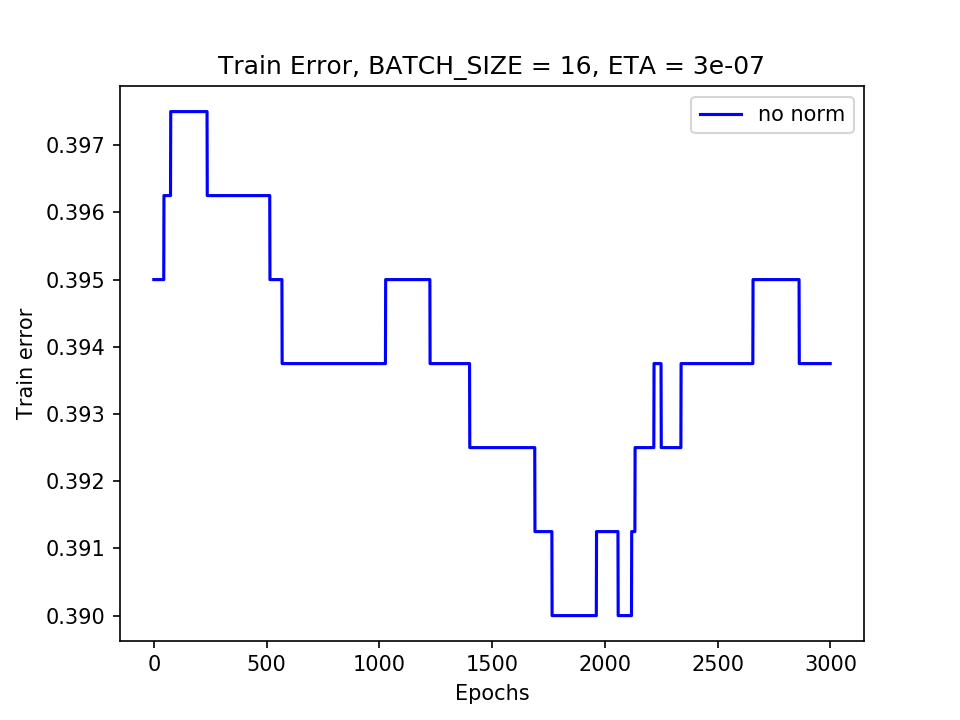 Train Error, BATCH_SIZE = 16, ETA = 3e-07
no norm
0.397
0.396
0.395
0.394
0.393
0.392
0.391
0.390
Train error
0 500 1000 1500 2000 2500 3000
Epochs